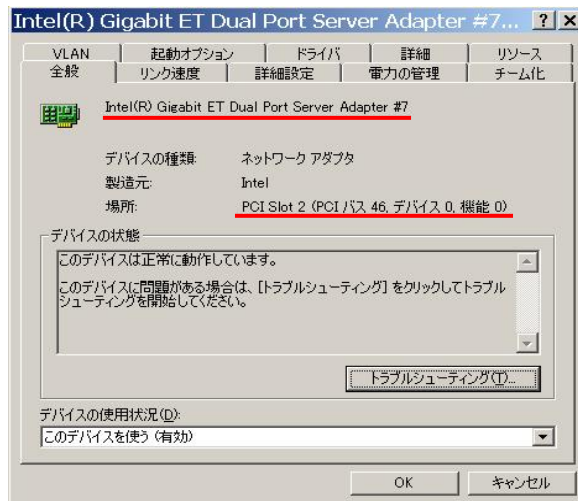 Intel(R) Gigabit ET Dual Port Server Adapter #7...
VLAN 起動オプション ドライバ 詳細 リソース
全般 リンク速度 詳細設定 電力の管理 チーム化
Intel(R) Gigabit ET Dual Port Server Adapter #7
デバイスの種類: ネットワーク アダプタ
製造元: Intel
場所: PCI Slot 2 (PCI バス 46, デバイス 0, 機能 0)
デバイスの状態
このデバイスは正常に動作しています。
このデバイスに問題がある場合は、[トラブルシューティング] をクリックしてトラブル
シューティングを開始してください。
トラブルシューティング(T)...
デバイスの使用状況(D):
このデバイスを使う (有効)
OK キャンセル